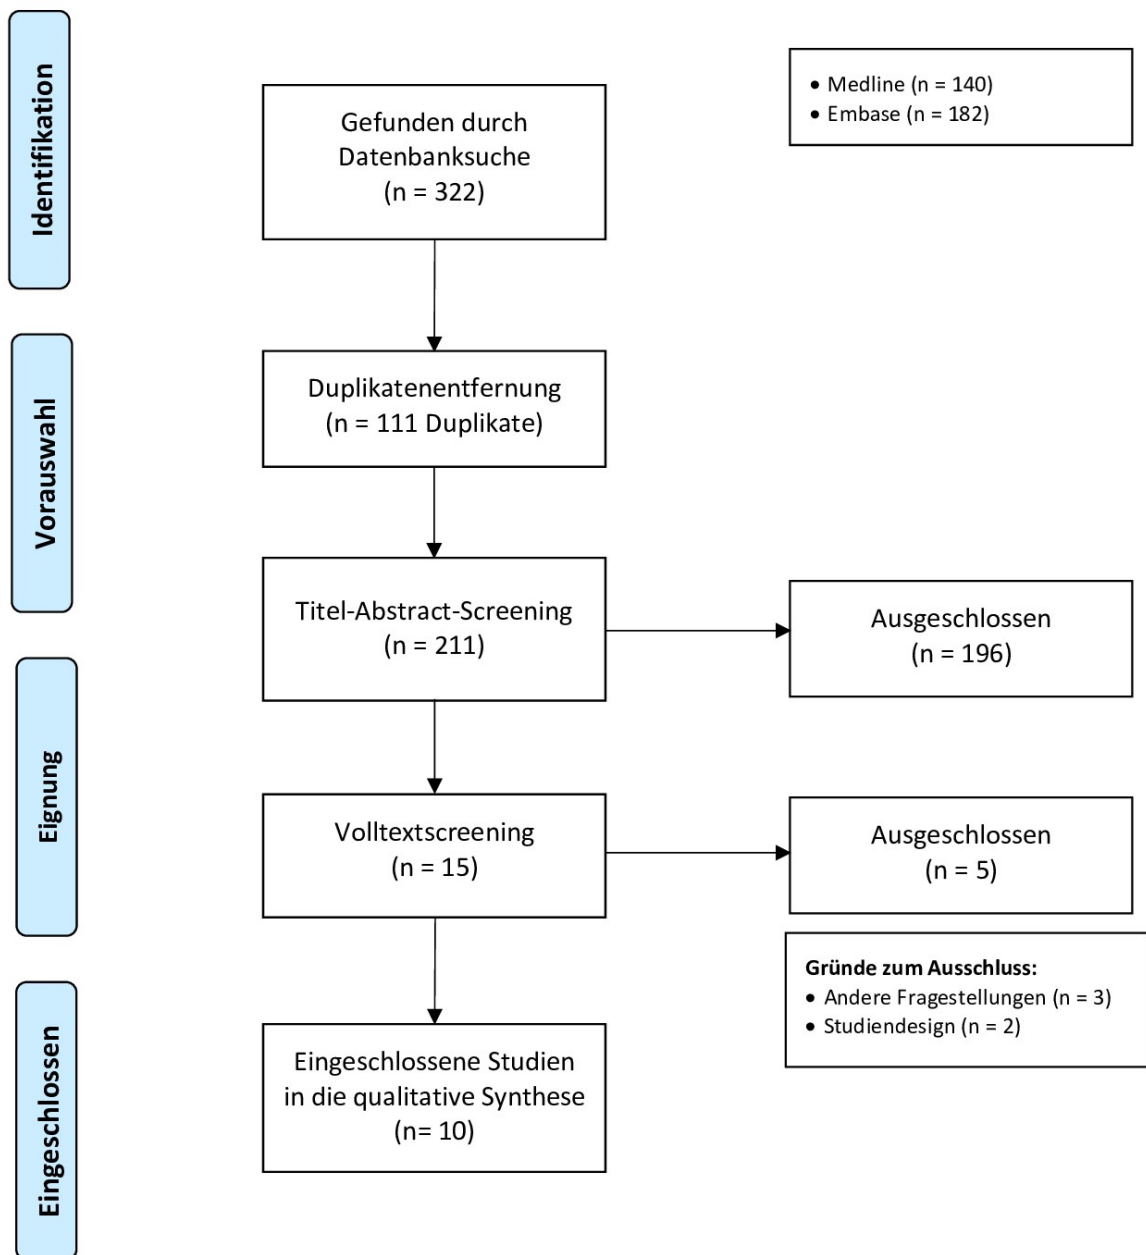 Identifikation
Gefunden durch
Datenbanksuche
(n = 322)
• Medline (n = 140)
• Embase (n = 182)
Vorauswahl
Duplikatenentfernung
(n = 111 Duplikate)
Titel-Abstract-Screening
(n = 211)
Ausgeschlossen
(n = 196)
Eignung
Volltextscreening
(n = 15)
Ausgeschlossen
(n = 5)
Gründe zum Ausschluss:
• Andere Fragestellungen (n = 3)
• Studiendesign (n = 2)
Eingeschlossen
Eingeschlossene Studien
in die qualitative Synthese
(n= 10)